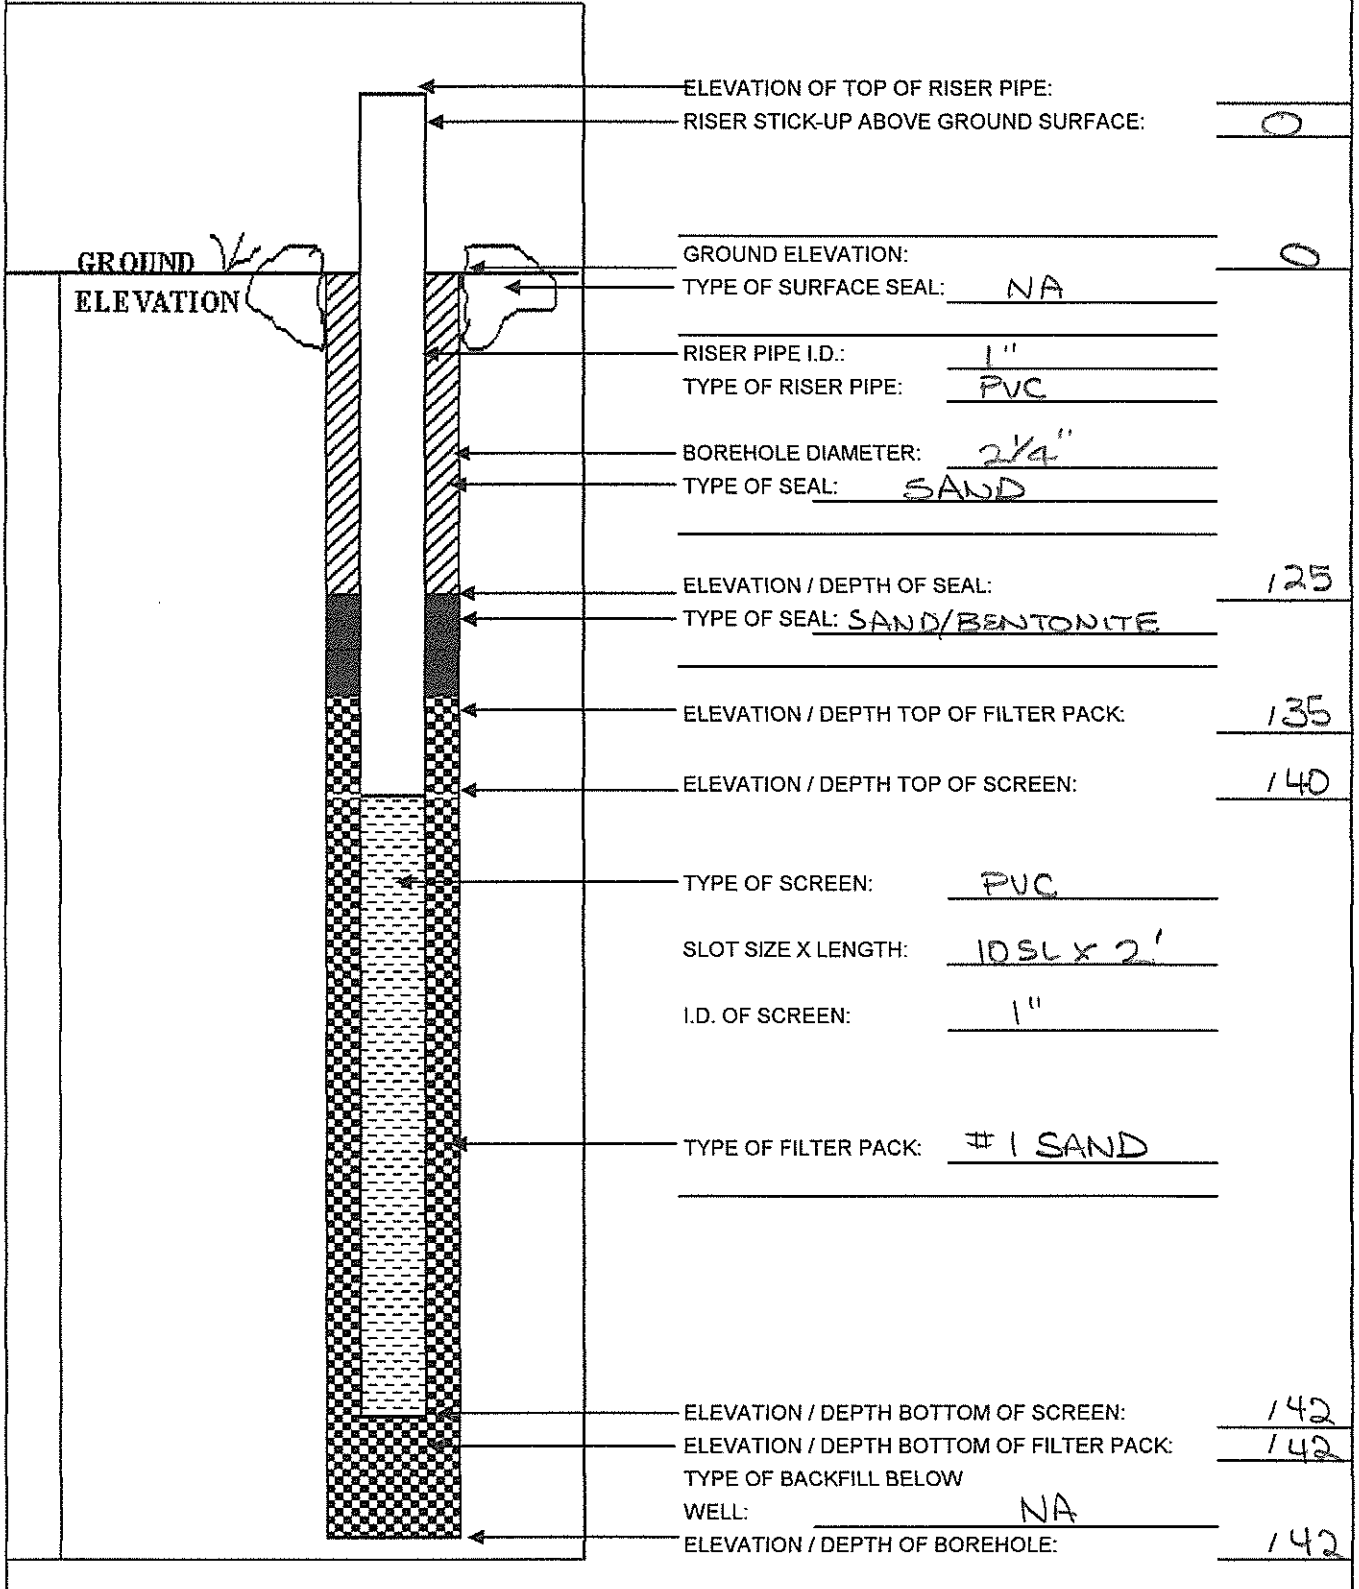 ELEVATION OF TOP OF RISER PIPE:
RISER STICK-UP ABOVE GROUND SURFACE: 0
GROUND
ELEVATION
GROUND ELEVATION: 0
TYPE OF SURFACE SEAL: NA
RISER PIPE I.D.: 1"
TYPE OF RISER PIPE: PVC
BOREHOLE DIAMETER: 2 1/4"
TYPE OF SEAL: SAND
ELEVATION / DEPTH OF SEAL: 125
TYPE OF SEAL: SAND/BENTONITE
ELEVATION / DEPTH TOP OF FILTER PACK: 135
ELEVATION / DEPTH TOP OF SCREEN: 140
TYPE OF SCREEN: PVC
SLOT SIZE X LENGTH: 10 SL X 2'
I.D. OF SCREEN: 1"
TYPE OF FILTER PACK: #1 SAND
ELEVATION / DEPTH BOTTOM OF SCREEN: 142
ELEVATION / DEPTH BOTTOM OF FILTER PACK: 142
TYPE OF BACKFILL BELOW
WELL: NA
ELEVATION / DEPTH OF BOREHOLE: 142